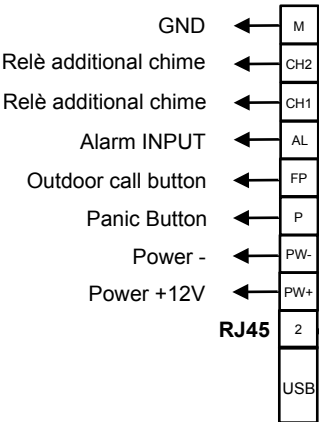 GND M
Relè additional chime CH2
Relè additional chime CH1
Alarm INPUT AL
Outdoor call button FP
Panic Button P
Power - PW-
Power +12V PW+
RJ45 2
USB